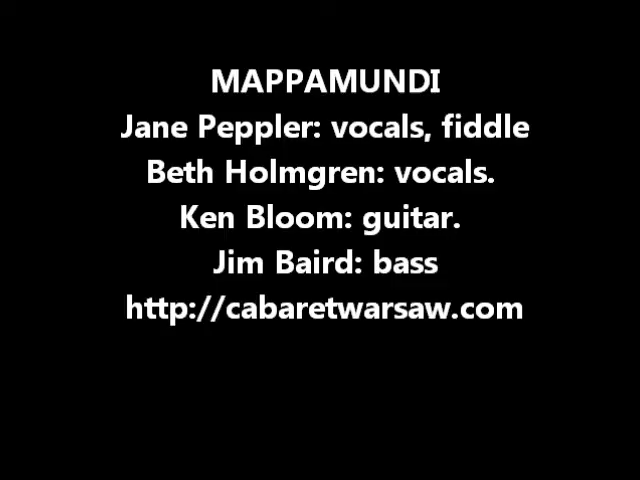 MAPPAMUNDI
Jane Peppler: vocals, fiddle
Beth Holmgren: vocals.
Ken Bloom: guitar.
Jim Baird: bass
http://cabaretwarsaw.com